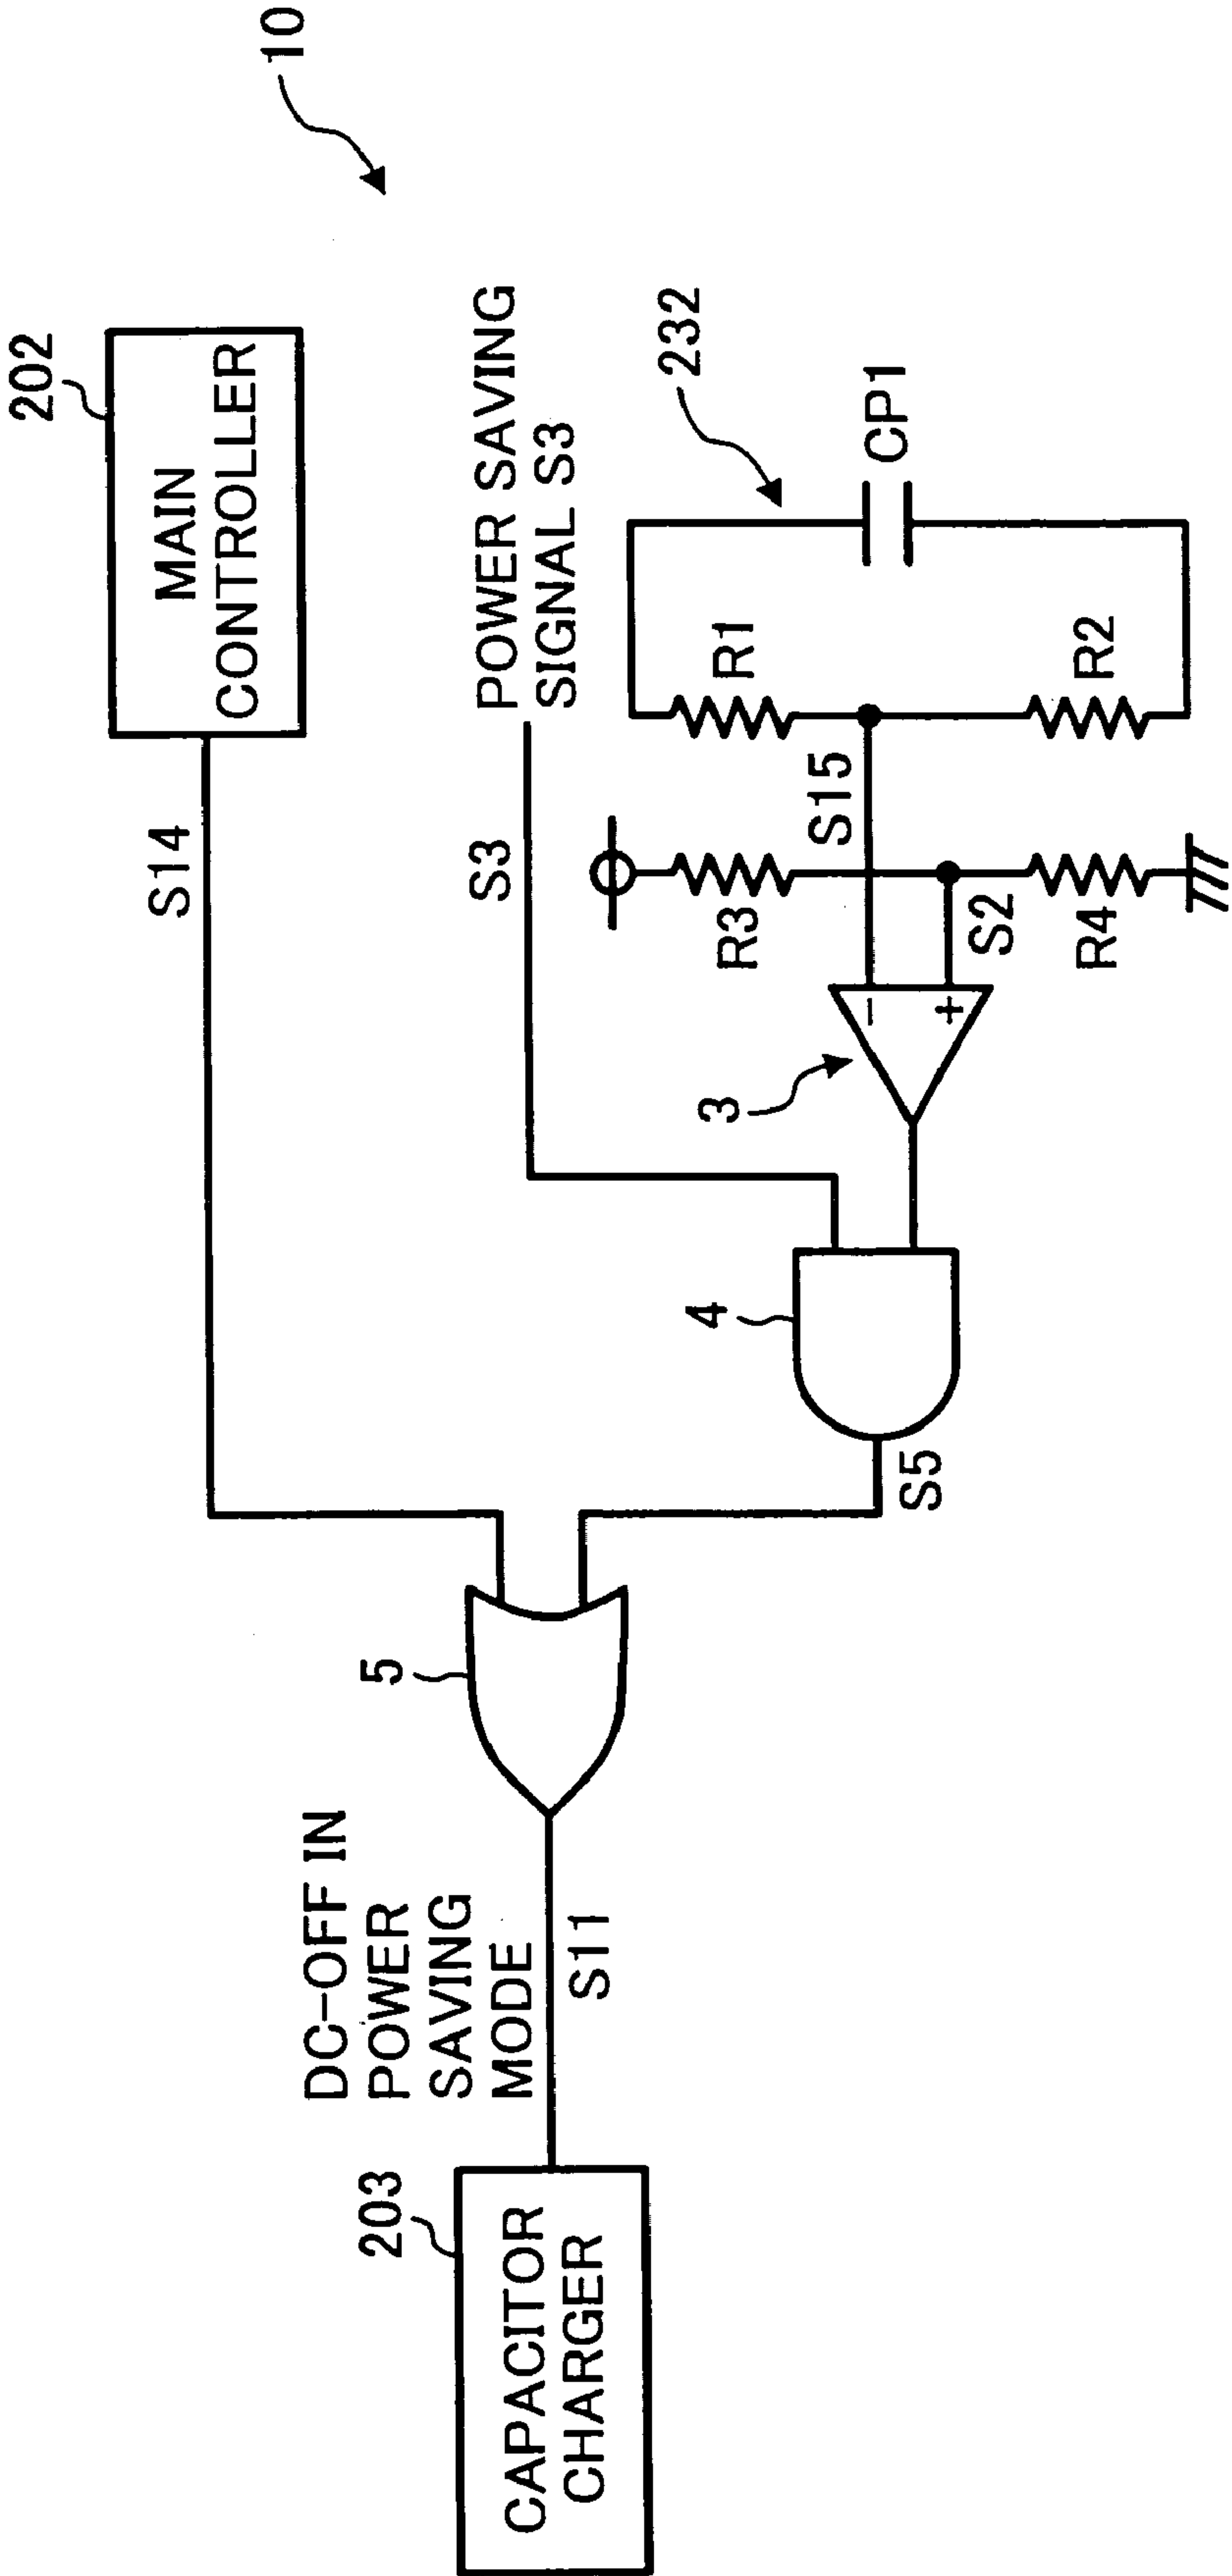 10
202
MAIN
CONTROLLER
S14
POWER SAVING
SIGNAL S3
S3
232
CP1
R1
R2
S15
R3
S2
R4
3
-
+
4
S5
5
DC-OFF IN
POWER
SAVING
MODE
S11
203
CAPACITOR
CHARGER